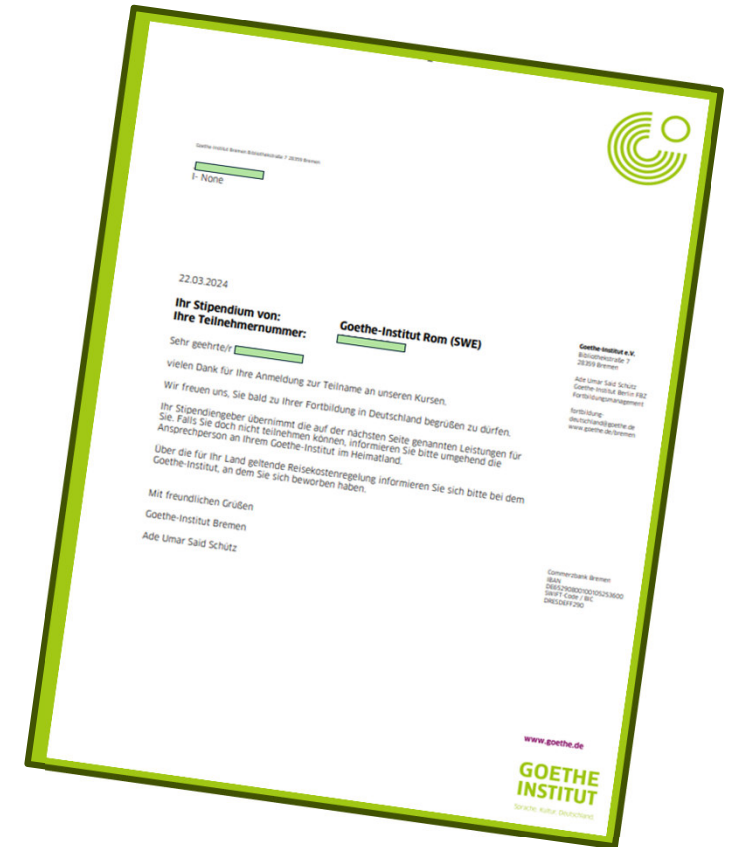 Goethe-Institut Bremen Bibliothekstraße 7 28359 Bremen
I- None
22.03.2024
Ihr Stipendium von: Goethe-Institut Rom (SWE)
Ihre Teilnehmernummer:
Sehr geehrte/r
vielen Dank für Ihre Anmeldung zur Teilname an unseren Kursen.
Wir freuen uns, Sie bald zu Ihrer Fortbildung in Deutschland begrüßen zu dürfen.
Ihr Stipendiengeber übernimmt die auf der nächsten Seite genannten Leistungen für
Sie. Falls Sie doch nicht teilnehmen können, informieren Sie bitte umgehend die
Ansprechperson an Ihrem Goethe-Institut im Heimatland.
Über die für Ihr Land geltende Reisekostenregelung informieren Sie sich bitte bei dem
Goethe-Institut, an dem Sie sich beworben haben.
Mit freundlichen Grüßen
Goethe-Institut Bremen
Ade Umar Said Schütz
Goethe-Institut e.V.
Bibliothekstraße 7
28359 Bremen
Ade Umar Said Schütz
Goethe-Institut Berlin FBZ
Fortbildungsmanagement
fortbildung-
deutschland@goethe.de
www.goethe.de/bremen
Commerzbank Bremen
IBAN
SWIFT-Code / BIC
DRESDEFF290
www.goethe.de
GOETHE
INSTITUT
Sprache. Kultur. Deutschland.